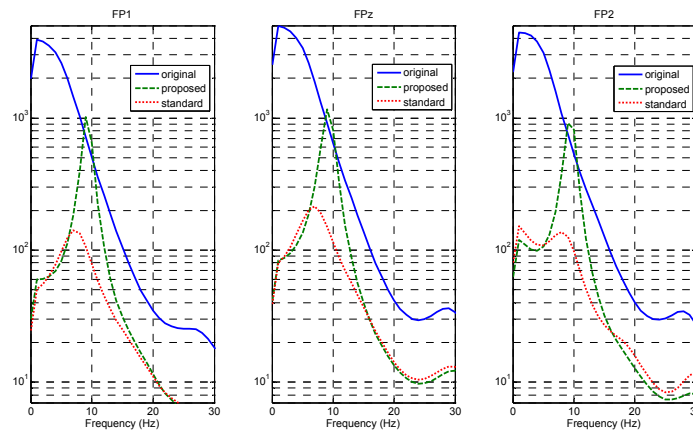 FP1
original
proposed
standard
10^3
10^2
10^1
0 10 20 30
Frequency (Hz)
FPz
original
proposed
standard
10^3
10^2
10^1
0 10 20 30
Frequency (Hz)
FP2
original
proposed
standard
10^3
10^2
10^1
0 10 20 30
Frequency (Hz)